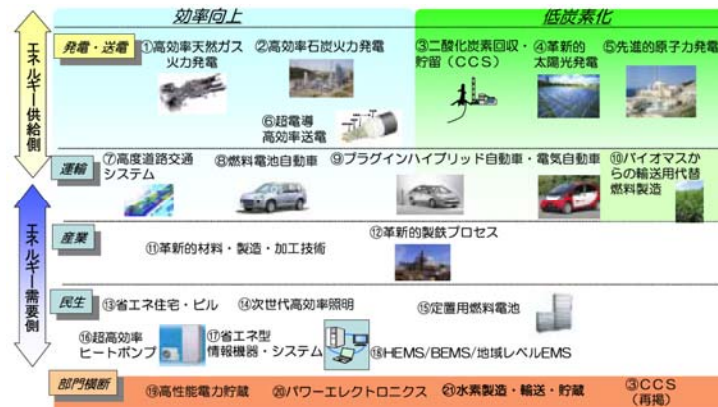 効率向上
低炭素化
エネルギー供給側
発電・送電
①高効率天然ガス
火力発電
②高効率石炭火力発電
③二酸化炭素回収・
貯留（CCS）
④革新的
太陽光発電
⑤先進的原子力発電
⑥超電導
高効率送電
運輸
⑦高度道路交通
システム
⑧燃料電池自動車
⑨プラグインハイブリッド自動車・電気自動車
⑩バイオマスか
らの輸送用代替
燃料製造
エネルギー需要側
産業
⑪革新的材料・製造・加工技術
⑫革新的製鉄プロセス
民生
⑬省エネ住宅・ビル
⑭次世代高効率照明
⑮定置用燃料電池
⑯超高効率
ヒートポンプ
⑰省エネ型
情報機器・システム
⑱HEMS/BEMS/地域レベルEMS
部門横断
⑲高性能電力貯蔵
⑳パワーエレクトロニクス
㉑水素製造・輸送・貯蔵
③CCS
（再掲）